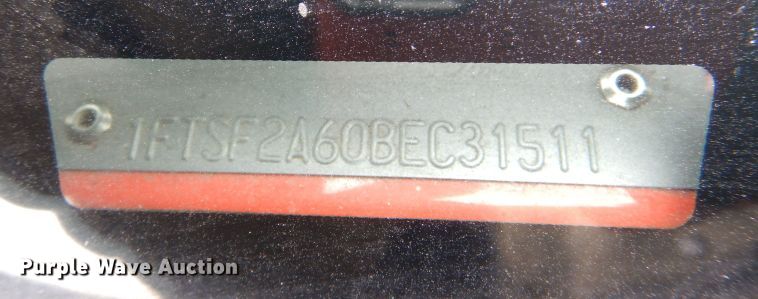 1FTSF2A60BEC31511
Purple Wave Auction